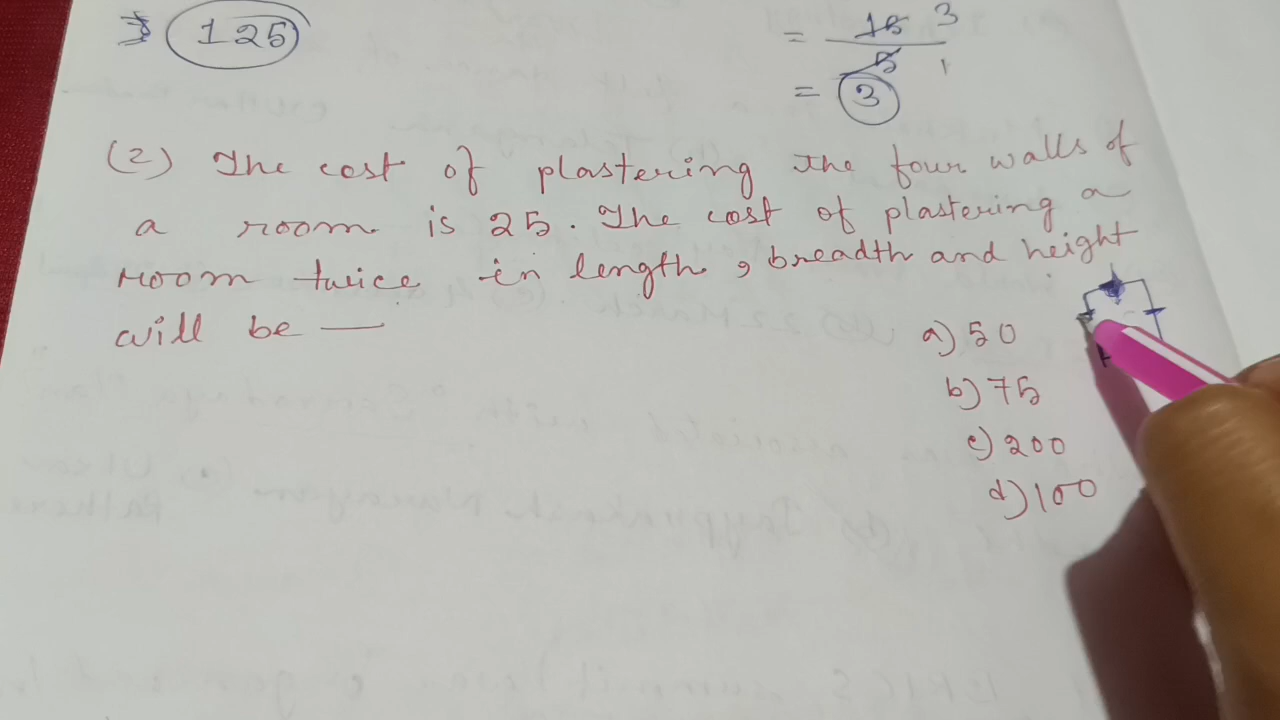 125
= 15 3
5 1
= 3
(2) The cost of plastering the four walls of
a room is 25. The cost of plastering a
room twice in length, breadth and height
will be —
a) 50
b) 75
c) 200
d) 100